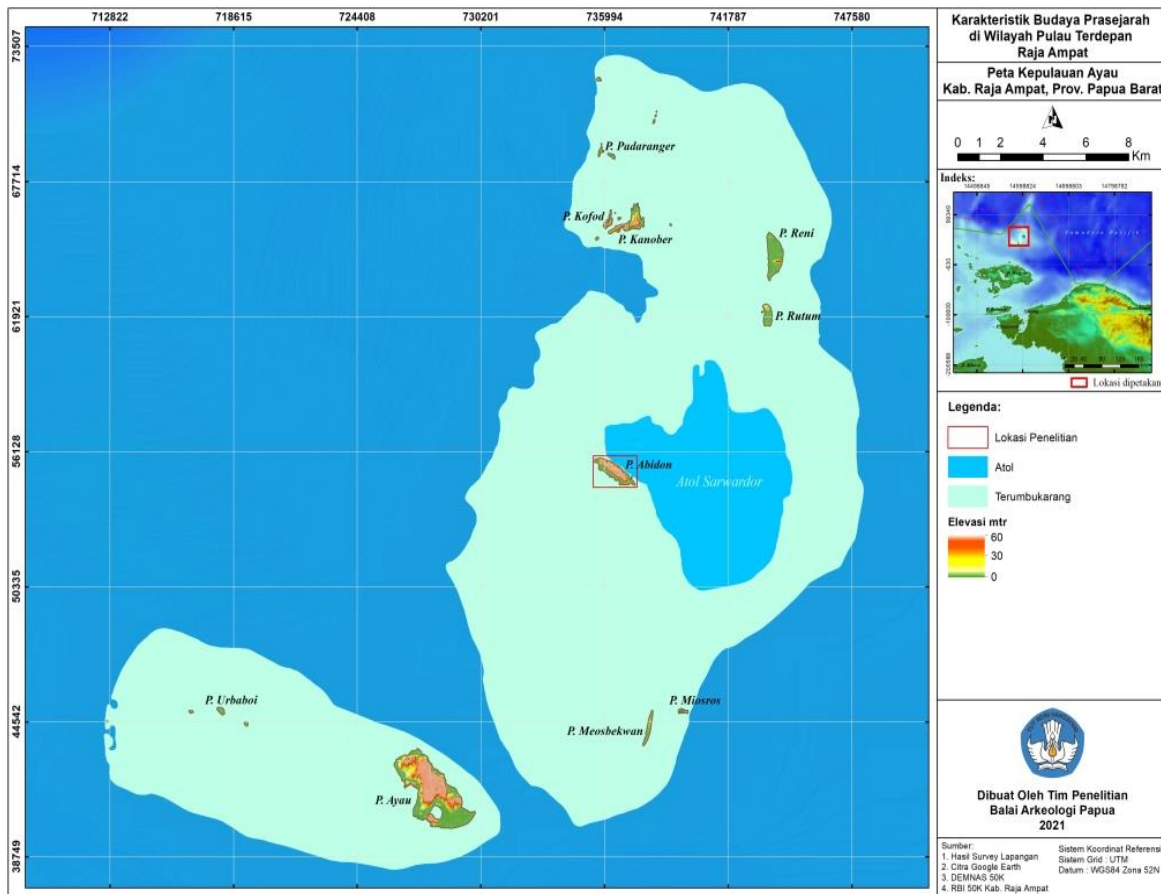 712822 718615 724408 730201 735994 741787 747580
73507
67714
61921
56128
50335
44542
38749
P. Padaranger
P. Kofod
P. Kanober
P. Reni
P. Rutum
P. Abidon
Atol Sarwardor
P. Urbaboi
P. Miosros
P. Meosbekwan
P. Ayau
Karakteristik Budaya Prasejarah
di Wilayah Pulau Terdepan
Raja Ampat
Peta Kepulauan Ayau
Kab. Raja Ampat, Prov. Papua Barat
N
0 1 2 4 6 8
Km
Indeks:
Lokasi dipetakan
Legenda:
Lokasi Penelitian
Atol
Terumbukarang
Elevasi mtr
60
30
0
Dibuat Oleh Tim Penelitian
Balai Arkeologi Papua
2021
Sumber:
1. Hasil Survey Lapangan
2. Citra Google Earth
3. DEMNAS 50K
4. RBI 50K Kab. Raja Ampat
Sistem Koordinat Referensi
Sistem Grid : UTM
Datum : WGS84 Zona 52N